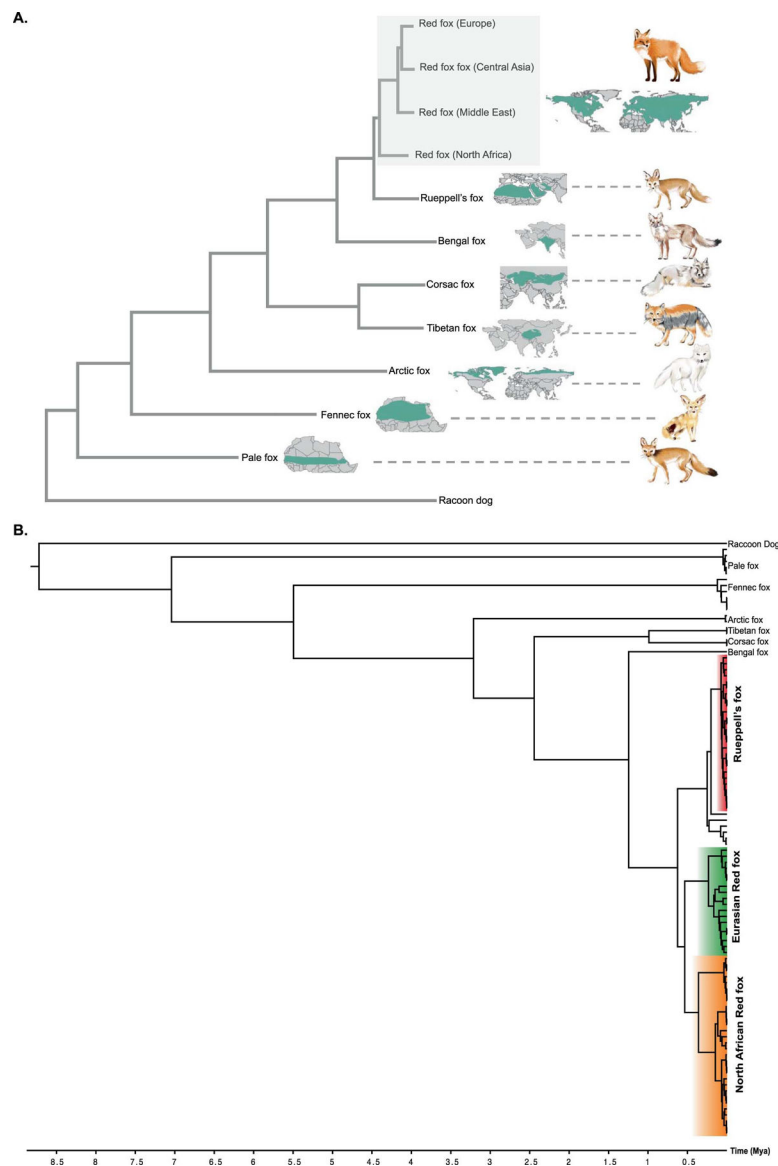 A.
Red fox (Europe)
Red fox fox (Central Asia)
Red fox (Middle East)
Red fox (North Africa)
Rueppell's fox
Bengal fox
Corsac fox
Tibetan fox
Arctic fox
Fennec fox
Pale fox
Racoon dog
B.
Raccoon Dog
Pale fox
Fennec fox
Arctic fox
Tibetan fox
Corsac fox
Bengal fox
Rueppell's fox
Eurasian Red fox
North African Red fox
8.5 8 7.5 7 6.5 6 5.5 5 4.5 4 3.5 3 2.5 2 1.5 1 0.5 Time (Mya)